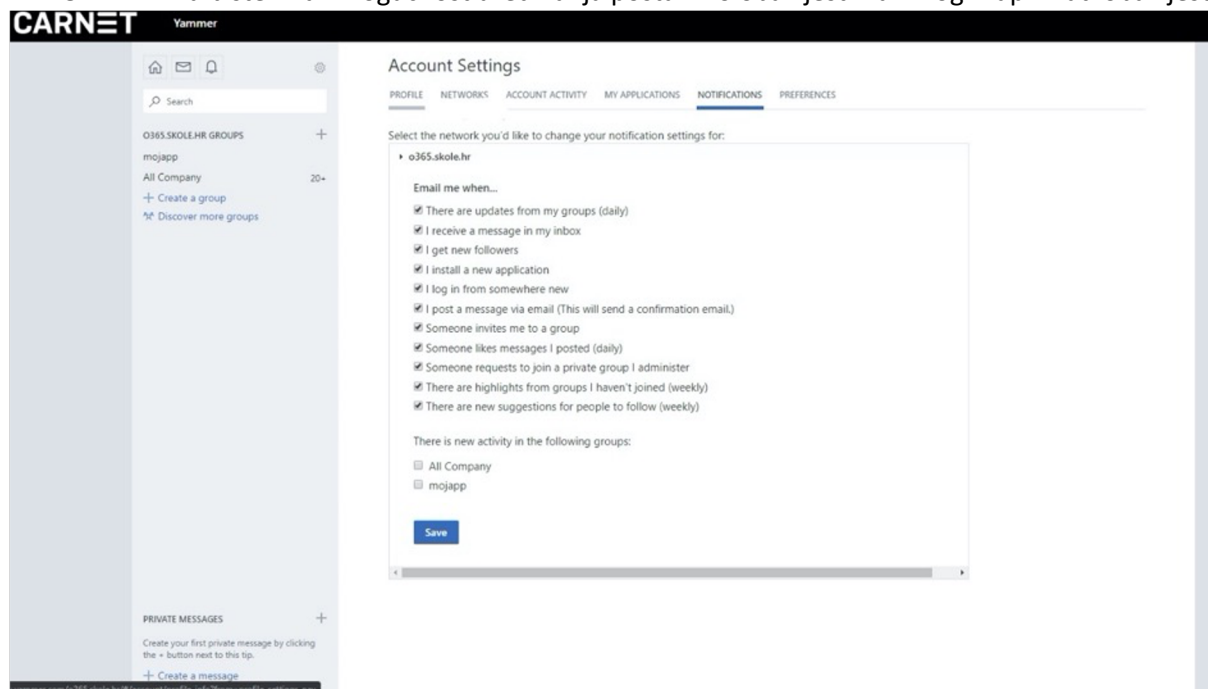 CARNET Yammer
Search
O365.SKOLE.HR GROUPS +
mojapp
All Company 20+
+ Create a group
Discover more groups
PRIVATE MESSAGES +
Create your first private message by clicking
the + button next to this tip.
+ Create a message
Account Settings
PROFILE NETWORKS ACCOUNT ACTIVITY MY APPLICATIONS NOTIFICATIONS PREFERENCES
Select the network you'd like to change your notification settings for:
o365.skole.hr
Email me when...
There are updates from my groups (daily)
I receive a message in my inbox
I get new followers
I install a new application
I log in from somewhere new
I post a message via email (This will send a confirmation email.)
Someone invites me to a group
Someone likes messages I posted (daily)
Someone requests to join a private group I administer
There are highlights from groups I haven't joined (weekly)
There are new suggestions for people to follow (weekly)
There is new activity in the following groups:
All Company
mojapp
Save